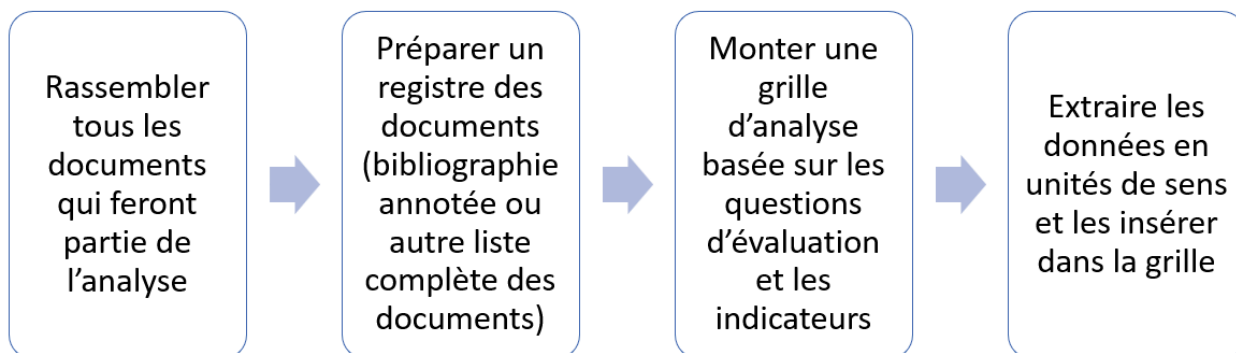 Rassembler
tous les
documents
qui feront
partie de
l’analyse
Préparer un
registre des
documents
(bibliographie
annotée ou
autre liste
complète des
documents)
Monter une
grille
d’analyse
basée sur les
questions
d’évaluation
et les
indicateurs
Extraire les
données en
unités de sens
et les insérer
dans la grille